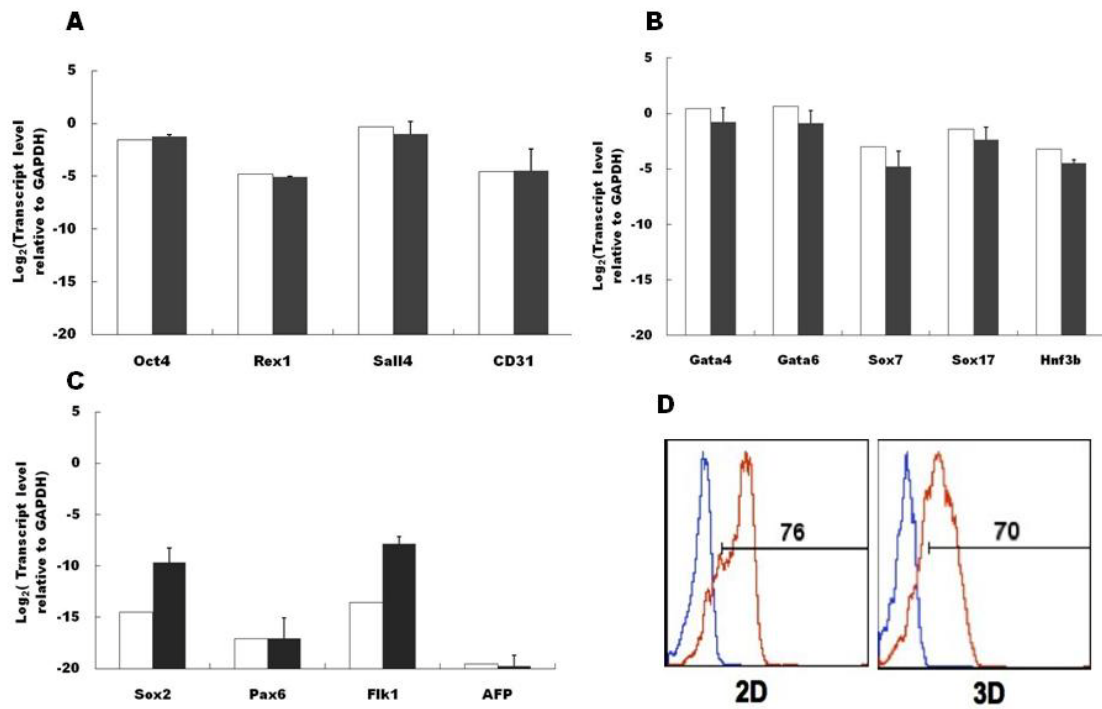 A
Log2(Transcript level
relative to GAPDH)
5
0
-5
-10
-15
-20
Oct4 Rex1 Sall4 CD31
B
Log2(Transcript level
relative to GAPDH)
5
0
-5
-10
-15
-20
Gata4 Gata6 Sox7 Sox17 Hnf3b
C
Log2( Transcript level
relative to GAPDH)
5
0
-5
-10
-15
-20
Sox2 Pax6 Flk1 AFP
D
76
70
2D 3D